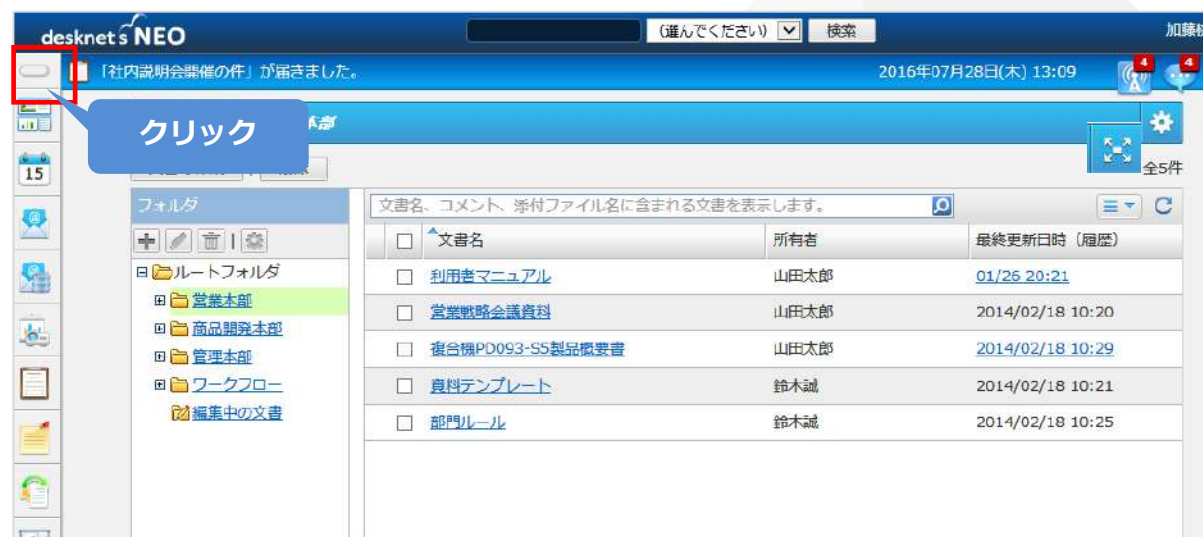 desknet's NEO
(選んでください) 検索 加藤
「社内説明会開催の件」が届きました。 2016年07月28日(木) 13:09 4 4
クリック 本部
15
全5件
フォルダ 文書名、コメント、添付ファイル名に含まれる文書を表示します。
文書名 所有者 最終更新日時（履歴）
ルートフォルダ 利用者マニュアル 山田太郎 01/26 20:21
営業本部 営業戦略会議資料 山田太郎 2014/02/18 10:20
商品開発本部
複合機PD093-S5製品概要書 山田太郎 2014/02/18 10:29
管理本部
ワークフロー 資料テンプレート 鈴木誠 2014/02/18 10:21
編集中の文書 部門ルール 鈴木誠 2014/02/18 10:25